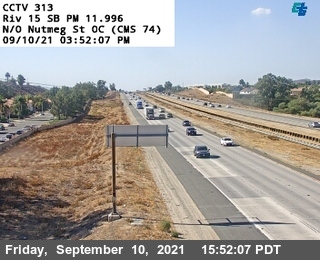 CCTV 313
Riv 15 SB PM 11.996
N/O Nutmeg St OC (CMS 74)
09/10/21 03:52:07 PM
Friday, September 10, 2021 15:52:07 PDT